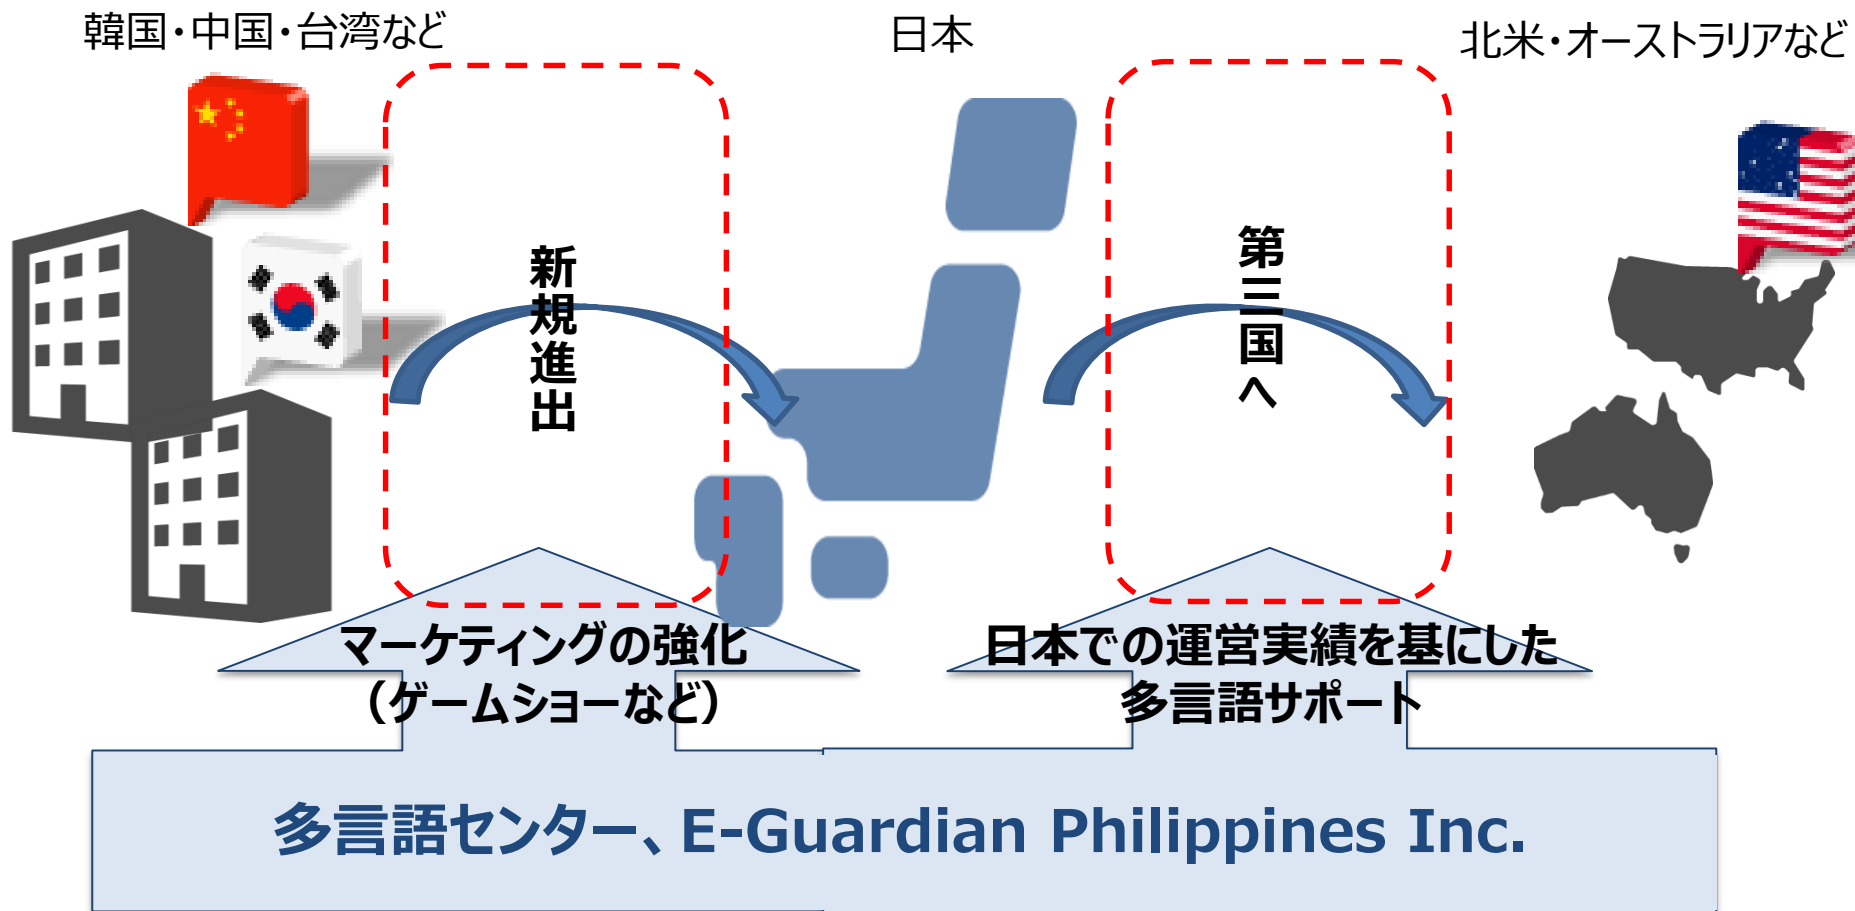 韓国・中国・台湾など
日本
北米・オーストラリアなど
新規進出
第三国へ
マーケティングの強化
（ゲームショーなど）
日本での運営実績を基にした
多言語サポート
多言語センター、E-Guardian Philippines Inc.